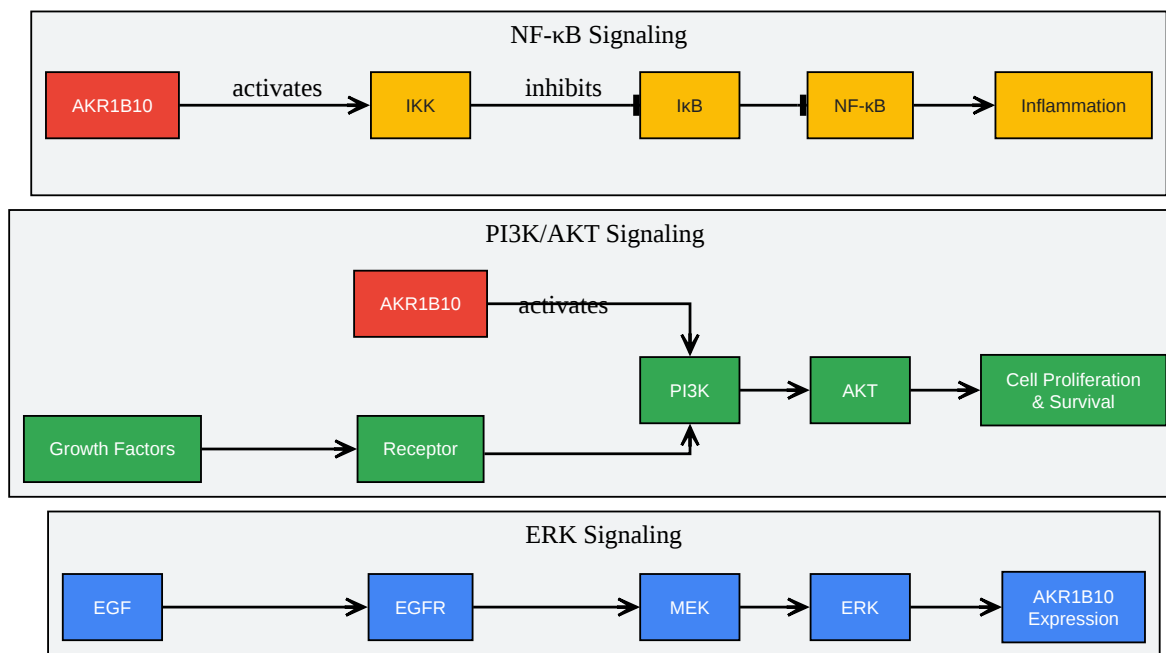 NF-κB Signaling
AKR1B10
activates
IKK
inhibits
IκB
NF-κB
Inflammation
PI3K/AKT Signaling
AKR1B10
activates
PI3K
AKT
Cell Proliferation
& Survival
Growth Factors
Receptor
ERK Signaling
EGF
EGFR
MEK
ERK
AKR1B10
Expression